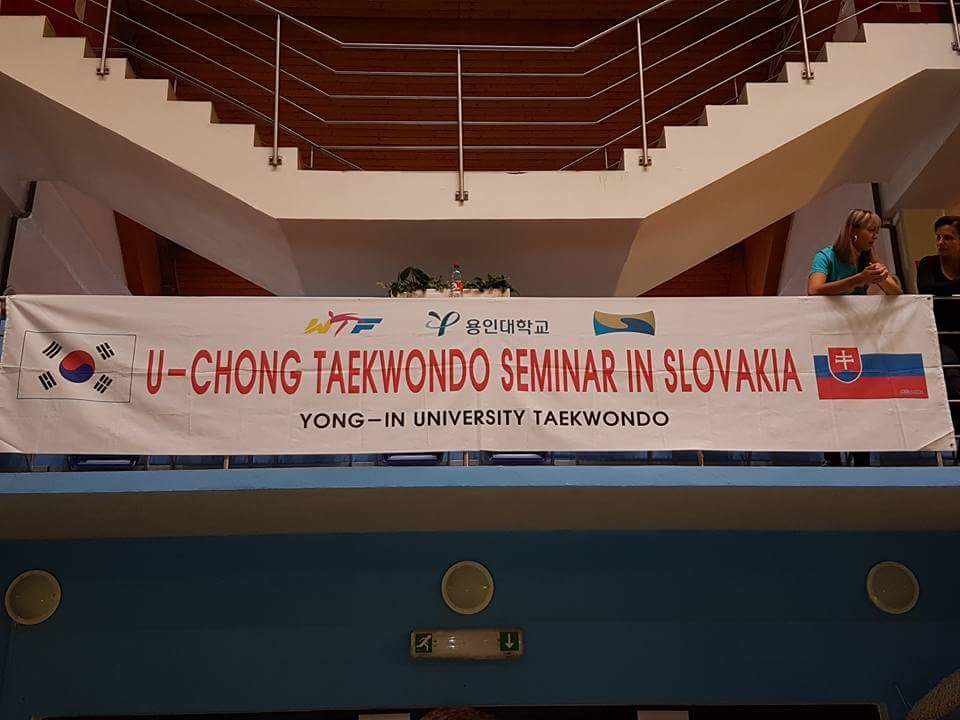 WTF 용인대학교
U-CHONG TAEKWONDO SEMINAR IN SLOVAKIA
YONG-IN UNIVERSITY TAEKWONDO